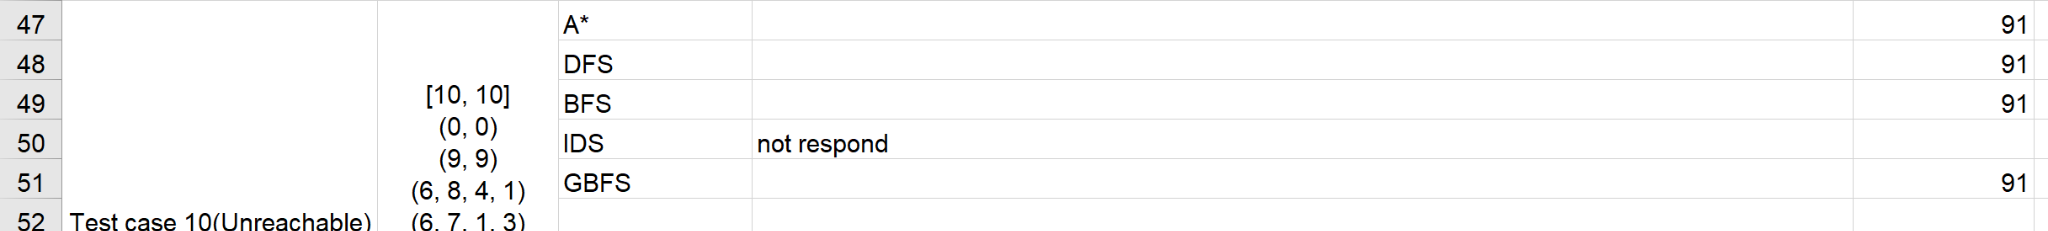 47 A* 91
48 DFS 91
[10, 10]
49 BFS 91
(0, 0)
50 IDS not respond
(9, 9)
51 GBFS 91
(6, 8, 4, 1)
52 Test case 10(Unreachable) (6, 7, 1, 3)